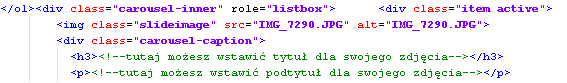 </ol><div class="carousel-inner" role="listbox">      <div class="item active">
<img class="slideimage" src="IMG_7290.JPG" alt="IMG_7290.JPG">
<div class="carousel-caption">
<h3><!--tutaj możesz wstawić tytuł dla swojego zdjęcia--></h3>
<p><!--tutaj możesz wstawić podtytuł dla swojego zdjęcia--></p>